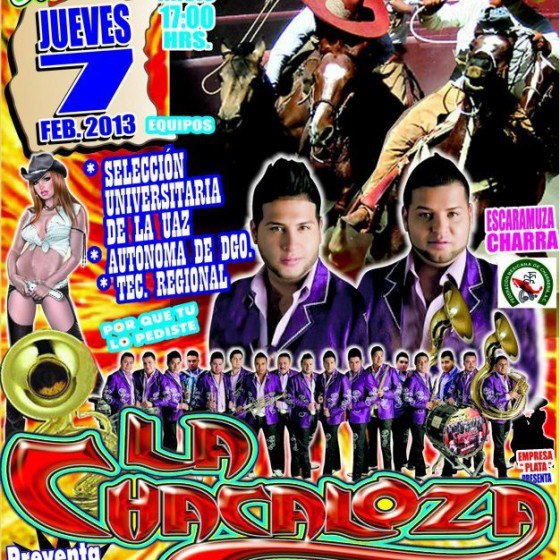 JUEVES
7
FEB. 2013
17:00
HRS.
EQUIPOS
* SELECCIÓN
UNIVERSITARIA
DE LA UAZ
* AUTONOMA DE DGO.
* TEC. REGIONAL
ESCARAMUZA
CHARRA
POR QUE TU
LO PEDISTE
LA
CHACALOZA
EMPRESA
"PLATA"
PRESENTA
Preventa